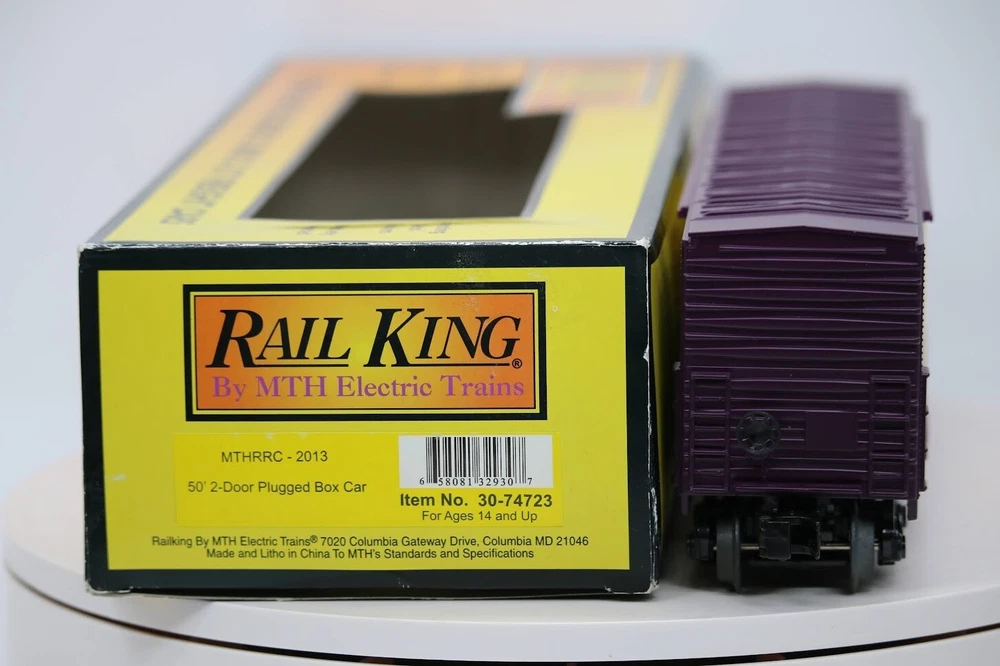 RAIL KING®
By MTH Electric Trains
MTHRRC - 2013
50' 2-Door Plugged Box Car
6 58081 32930 7
Item No. 30-74723
For Ages 14 and Up
Railking By MTH Electric Trains® 7020 Columbia Gateway Drive, Columbia MD 21046
Made and Litho in China To MTH's Standards and Specifications